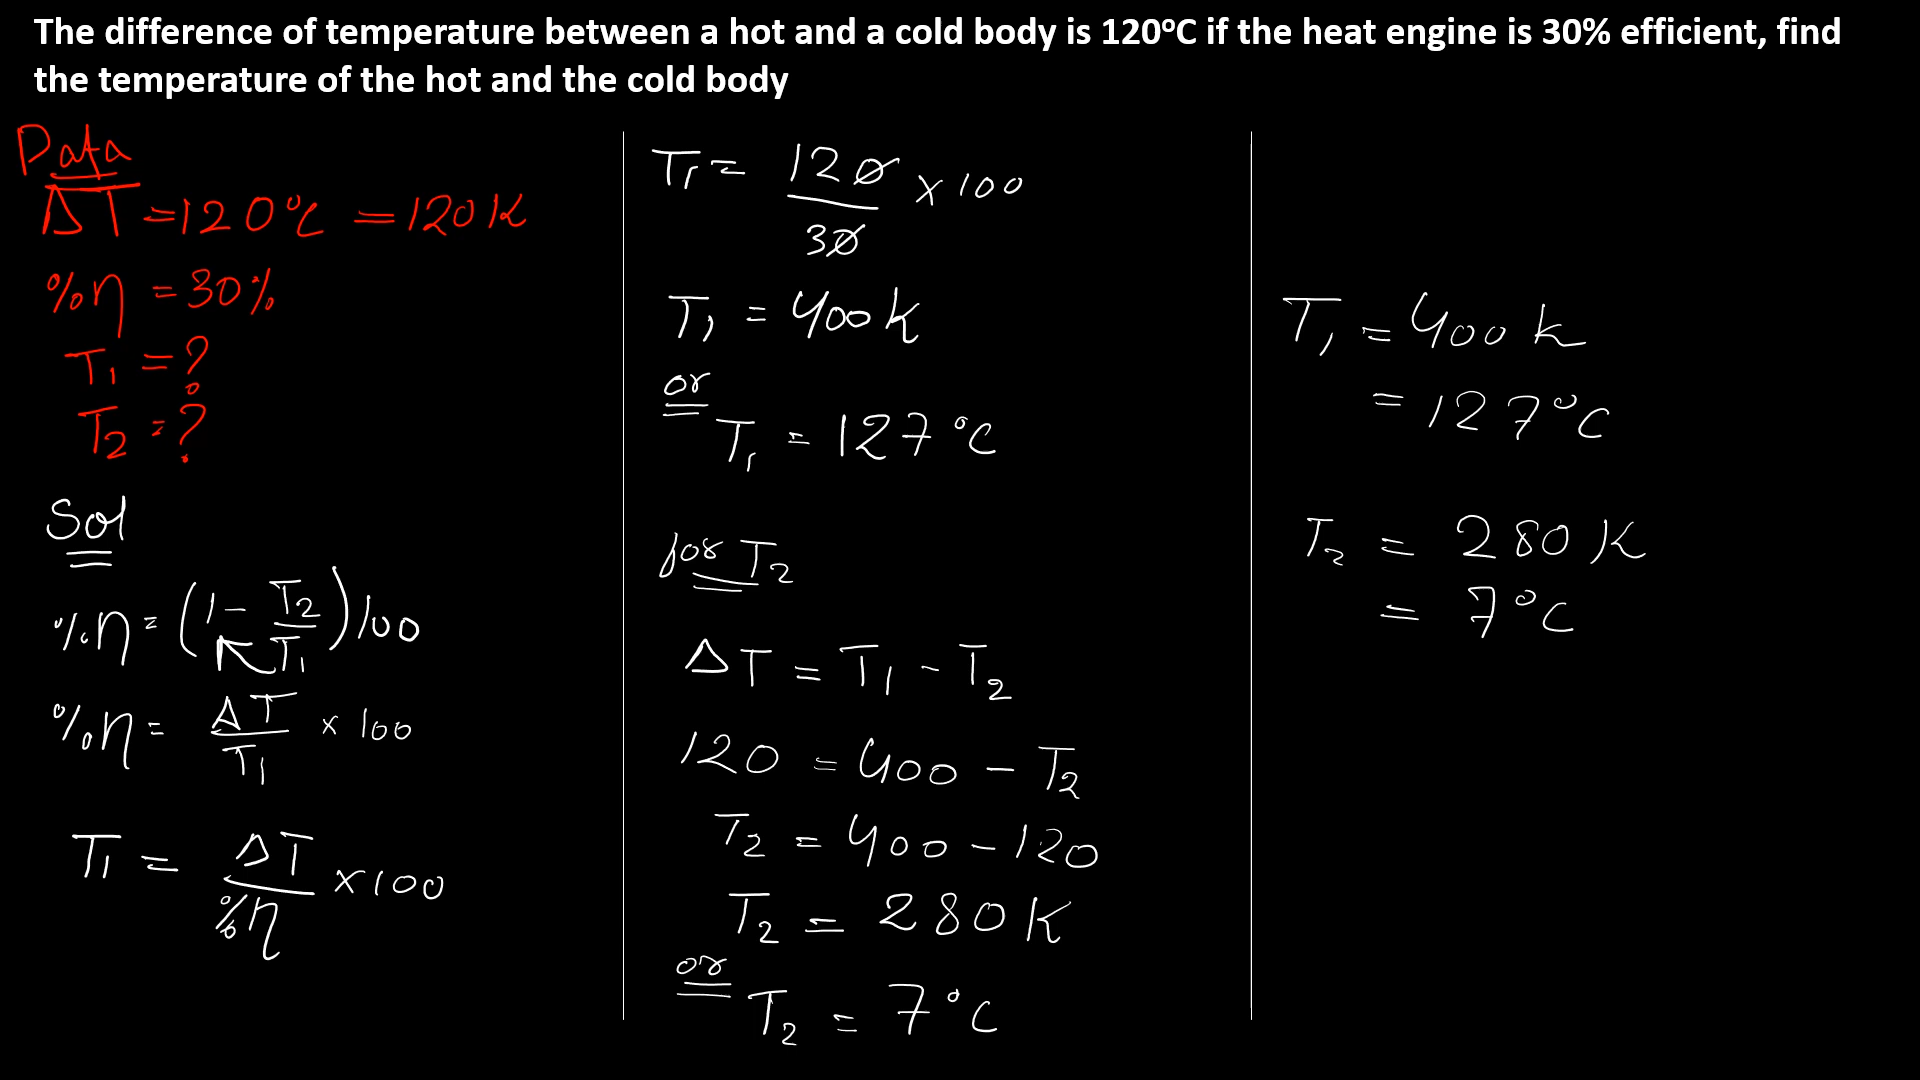 The difference of temperature between a hot and a cold body is 120°C if the heat engine is 30% efficient, find
the temperature of the hot and the cold body
Data
ΔT = 120°C = 120 K
%η = 30%
T₁ = ?
T₂ = ?
Sol
%η = (1 - T₂/T₁) 100
%η = ΔT/T₁ × 100
T₁ = ΔT/%η × 100
T₁ = 120/30 × 100
T₁ = 400 K
or
T₁ = 127°C
for T₂
ΔT = T₁ - T₂
120 = 400 - T₂
T₂ = 400 - 120
T₂ = 280 K
or
T₂ = 7°C
T₁ = 400 k
= 127°C
T₂ = 280 K
= 7°C